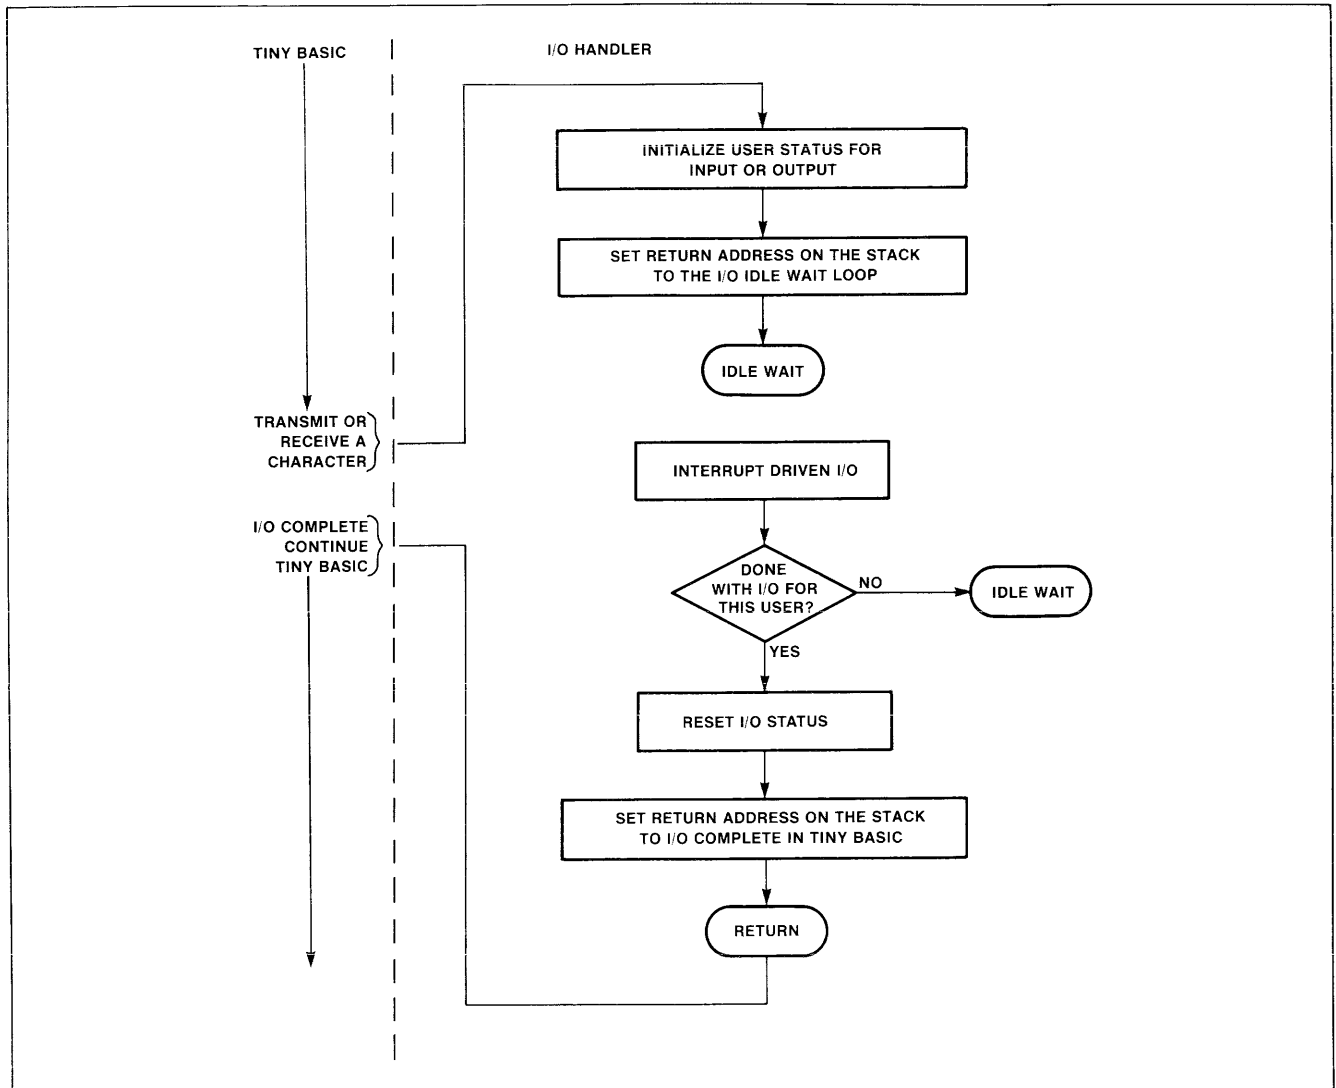 TINY BASIC
I/O HANDLER
INITIALIZE USER STATUS FOR
INPUT OR OUTPUT
SET RETURN ADDRESS ON THE STACK
TO THE I/O IDLE WAIT LOOP
IDLE WAIT
TRANSMIT OR
RECEIVE A
CHARACTER
INTERRUPT DRIVEN I/O
I/O COMPLETE
CONTINUE
TINY BASIC
DONE
WITH I/O FOR
THIS USER?
NO
IDLE WAIT
YES
RESET I/O STATUS
SET RETURN ADDRESS ON THE STACK
TO I/O COMPLETE IN TINY BASIC
RETURN